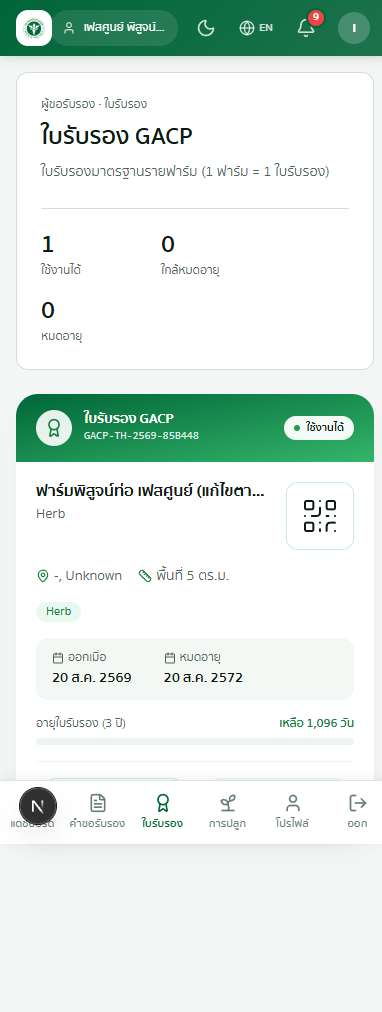 เฟสศูนย์ พิสูจน์...
EN
9
I
ผู้ขอรับรอง · ใบรับรอง
ใบรับรอง GACP
ใบรับรองมาตรฐานรายฟาร์ม (1 ฟาร์ม = 1 ใบรับรอง)
1
0
ใช้งานได้
ใกล้หมดอายุ
0
หมดอายุ
ใบรับรอง GACP
GACP-TH-2569-85B448
ใช้งานได้
ฟาร์มพิสูจน์ท่อ เฟสศูนย์ (แก้ไขตา...
Herb
-, Unknown
พื้นที่ 5 ตร.ม.
Herb
ออกเมื่อ
หมดอายุ
20 ส.ค. 2569
20 ส.ค. 2572
อายุใบรับรอง (3 ปี)
เหลือ 1,096 วัน
N
คำขอรับรอง
ใบรับรอง
การปลูก
โปรไฟล์
ออก